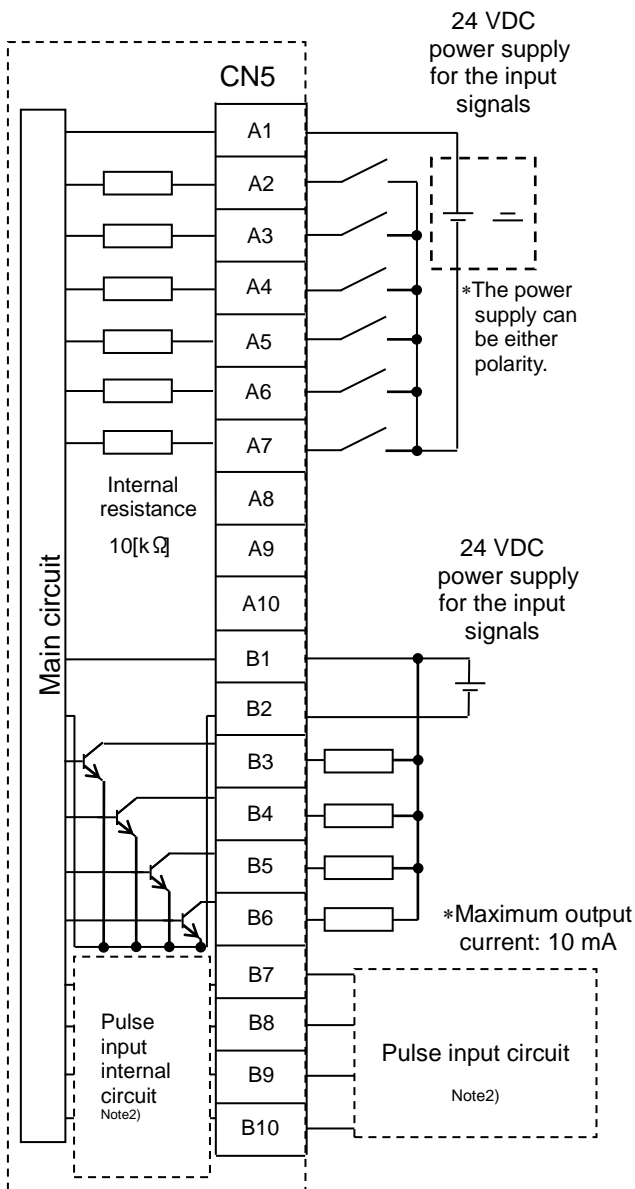 24 VDC
power supply
for the input
signals
CN5
A1
A2
A3
A4
A5
A6
A7
A8
A9
A10
B1
B2
B3
B4
B5
B6
B7
B8
B9
B10
*The power
supply can
be either
polarity.
Internal
resistance
10[kΩ]
Main circuit
24 VDC
power supply
for the input
signals
*Maximum output
current: 10 mA
Pulse
input
internal
circuit
Note2)
Pulse input circuit
Note2)